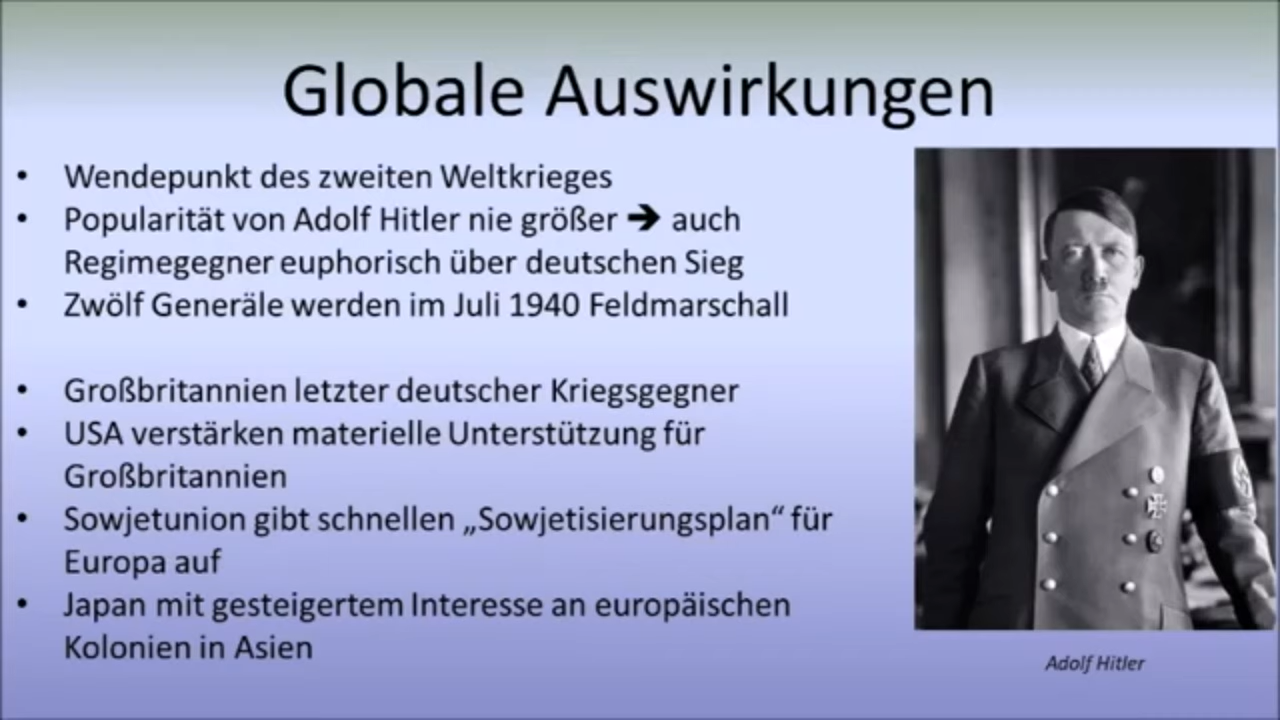 Globale Auswirkungen
• Wendepunkt des zweiten Weltkrieges
• Popularität von Adolf Hitler nie größer ➔ auch
Regimegegner euphorisch über deutschen Sieg
• Zwölf Generäle werden im Juli 1940 Feldmarschall
• Großbritannien letzter deutscher Kriegsgegner
• USA verstärken materielle Unterstützung für
Großbritannien
• Sowjetunion gibt schnellen „Sowjetisierungsplan“ für
Europa auf
• Japan mit gesteigertem Interesse an europäischen
Kolonien in Asien
Adolf Hitler